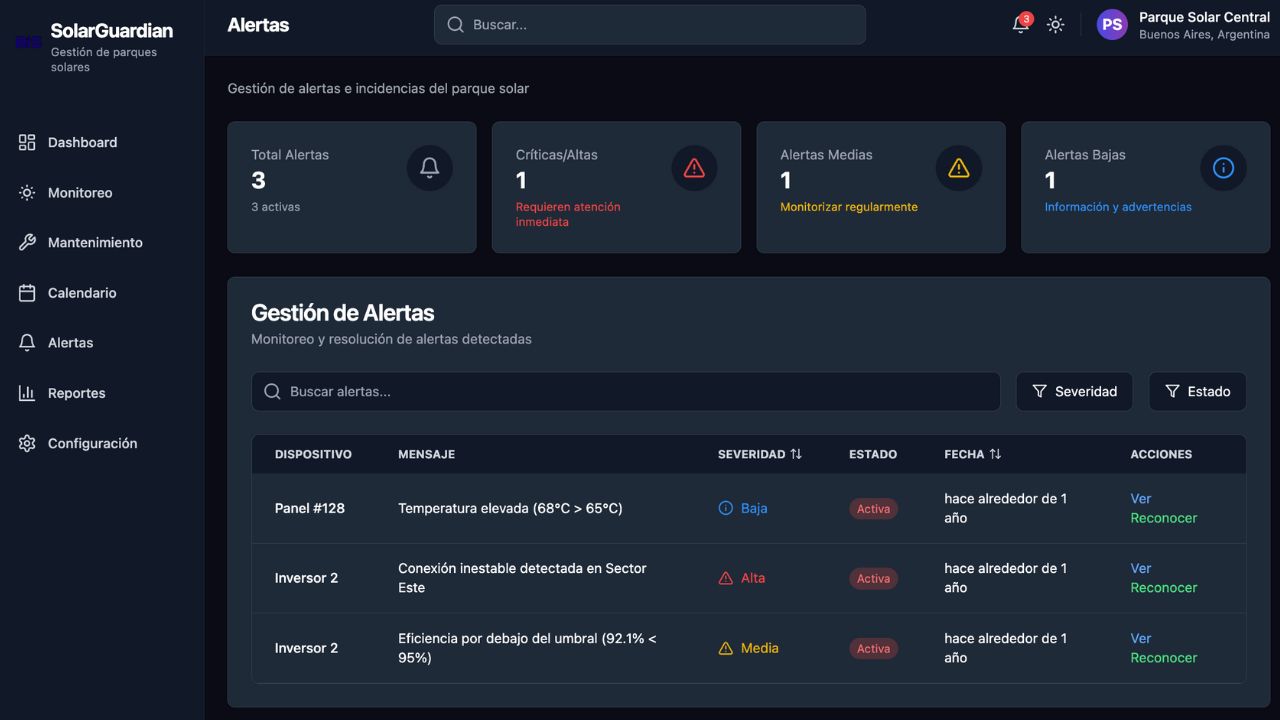 SolarGuardian
Gestión de parques
solares
Dashboard
Monitoreo
Mantenimiento
Calendario
Alertas
Reportes
Configuración
Alertas
Buscar...
3
PS
Parque Solar Central
Buenos Aires, Argentina
Gestión de alertas e incidencias del parque solar
Total Alertas
3
3 activas
Críticas/Altas
1
Requieren atención
inmediata
Alertas Medias
1
Monitorizar regularmente
Alertas Bajas
1
Información y advertencias
Gestión de Alertas
Monitoreo y resolución de alertas detectadas
Buscar alertas...
Severidad
Estado
DISPOSITIVO MENSAJE SEVERIDAD ESTADO FECHA ACCIONES
Panel #128
Temperatura elevada (68°C > 65°C)
Baja
Activa
hace alrededor de 1
año
Ver
Reconocer
Inversor 2
Conexión inestable detectada en Sector
Este
Alta
Activa
hace alrededor de 1
año
Ver
Reconocer
Inversor 2
Eficiencia por debajo del umbral (92.1% <
95%)
Media
Activa
hace alrededor de 1
año
Ver
Reconocer